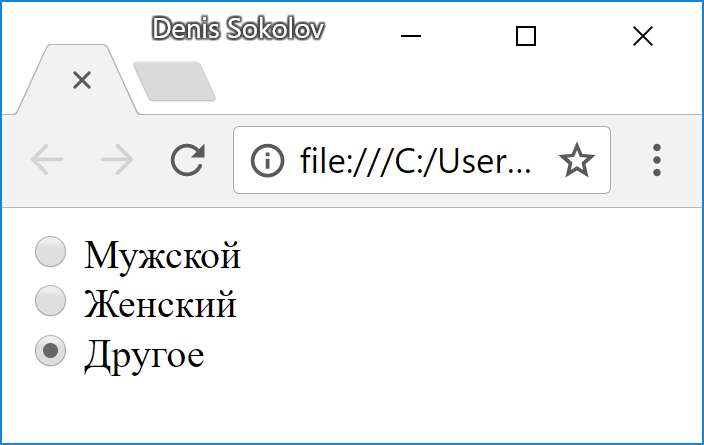 Denis Sokolov
file:///C:/User...
Мужской
Женский
Другое